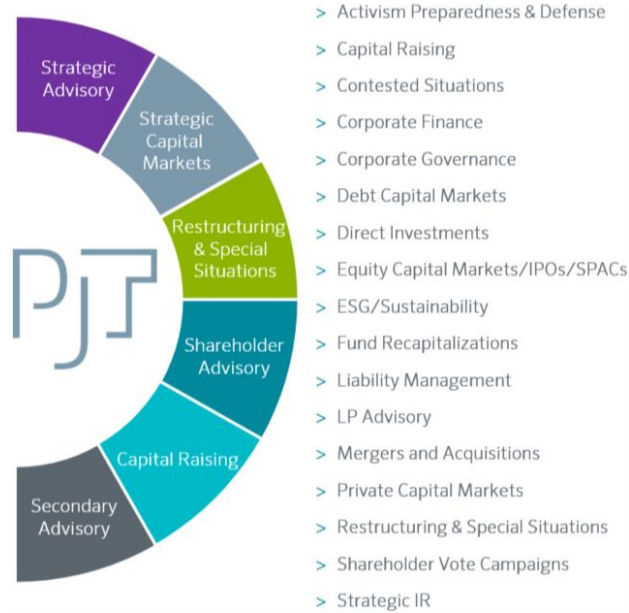 Strategic
Advisory
Strategic
Capital
Markets
Restructuring
& Special
Situations
PJT
Shareholder
Advisory
Capital Raising
Secondary
Advisory
> Activism Preparedness & Defense
> Capital Raising
> Contested Situations
> Corporate Finance
> Corporate Governance
> Debt Capital Markets
> Direct Investments
> Equity Capital Markets/IPOs/SPACs
> ESG/Sustainability
> Fund Recapitalizations
> Liability Management
> LP Advisory
> Mergers and Acquisitions
> Private Capital Markets
> Restructuring & Special Situations
> Shareholder Vote Campaigns
> Strategic IR